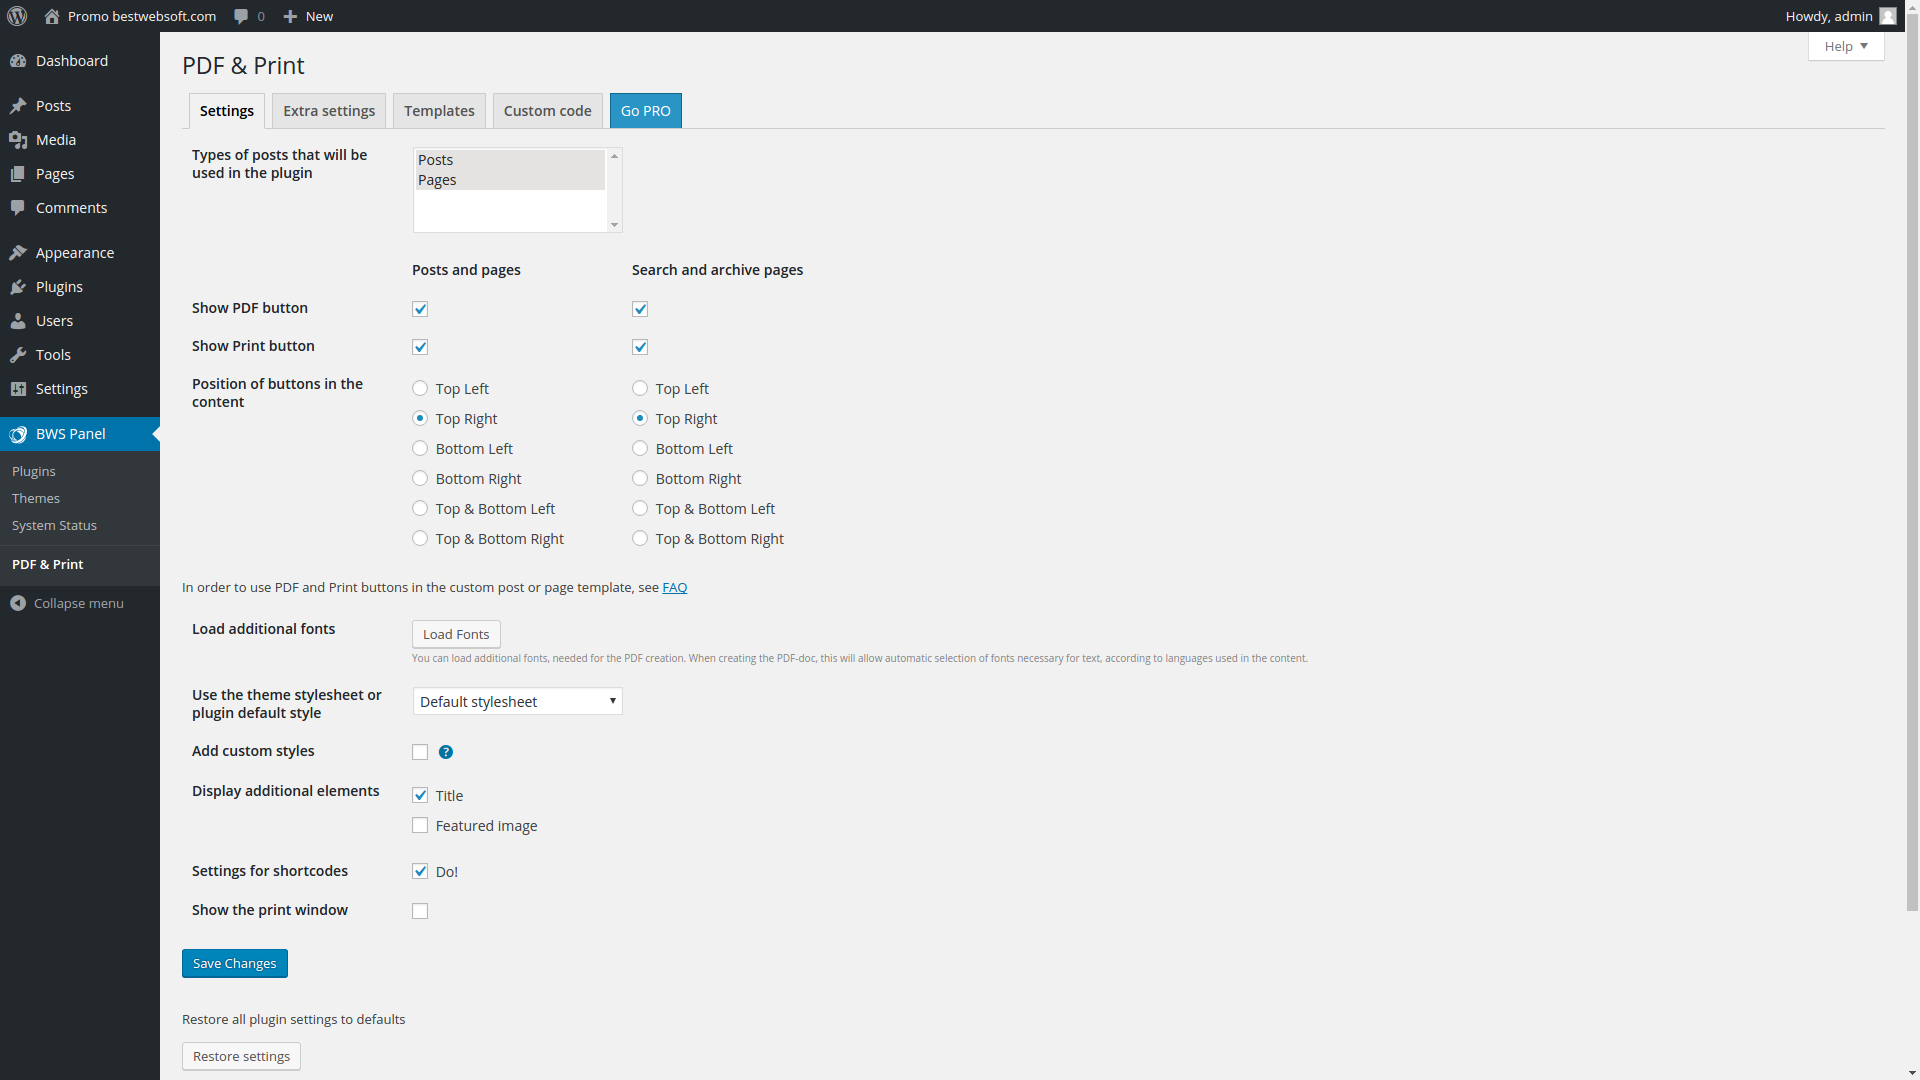 Promo bestwebsoft.com
0
New
Howdy, admin
Help
Dashboard
Posts
Media
Pages
Comments
Appearance
Plugins
Users
Tools
Settings
BWS Panel
Plugins
Themes
System Status
PDF & Print
Collapse menu
PDF & Print
Settings
Extra settings
Templates
Custom code
Go PRO
Types of posts that will be
used in the plugin
Posts
Pages
Posts and pages
Search and archive pages
Show PDF button
Show Print button
Position of buttons in the
content
Top Left
Top Right
Bottom Left
Bottom Right
Top & Bottom Left
Top & Bottom Right
Top Left
Top Right
Bottom Left
Bottom Right
Top & Bottom Left
Top & Bottom Right
In order to use PDF and Print buttons in the custom post or page template, see FAQ
Load additional fonts
Load Fonts
You can load additional fonts, needed for the PDF creation. When creating the PDF-doc, this will allow automatic selection of fonts necessary for text, according to languages used in the content.
Use the theme stylesheet or
plugin default style
Default stylesheet
Add custom styles
?
Display additional elements
Title
Featured image
Settings for shortcodes
Do!
Show the print window
Save Changes
Restore all plugin settings to defaults
Restore settings